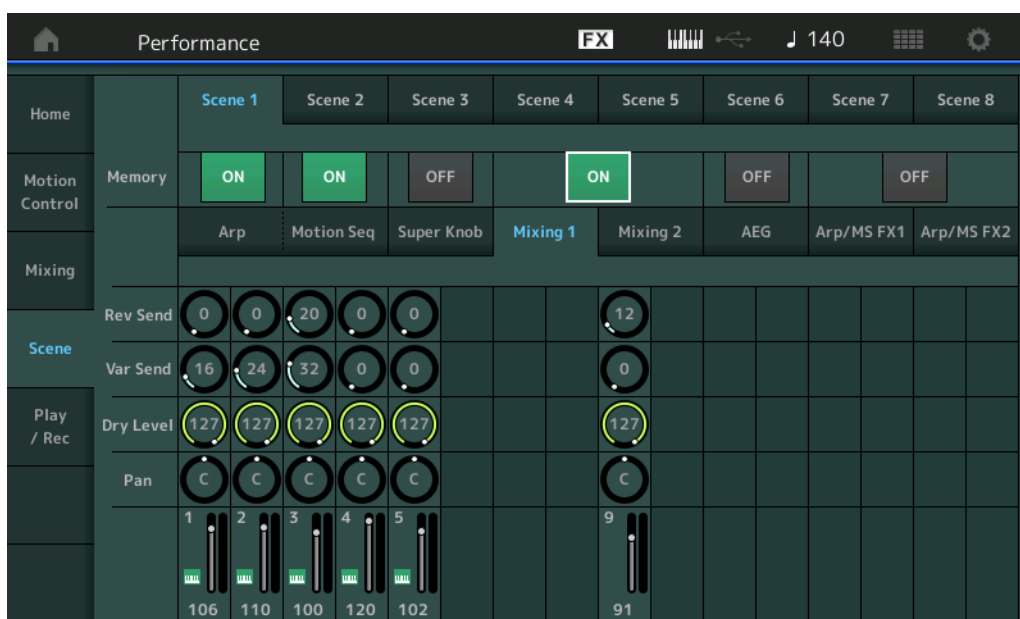 Performance FX ♩ 140
Scene 1 Scene 2 Scene 3 Scene 4 Scene 5 Scene 6 Scene 7 Scene 8
Home
Motion
Control
Mixing
Scene
Play
/ Rec
Memory ON ON OFF ON OFF OFF
Arp Motion Seq Super Knob Mixing 1 Mixing 2 AEG Arp/MS FX1 Arp/MS FX2
Rev Send 0 0 20 0 0 12
Var Send 16 24 32 0 0 0
Dry Level 127 127 127 127 127 127
Pan C C C C C C
1 2 3 4 5 9
106 110 100 120 102 91